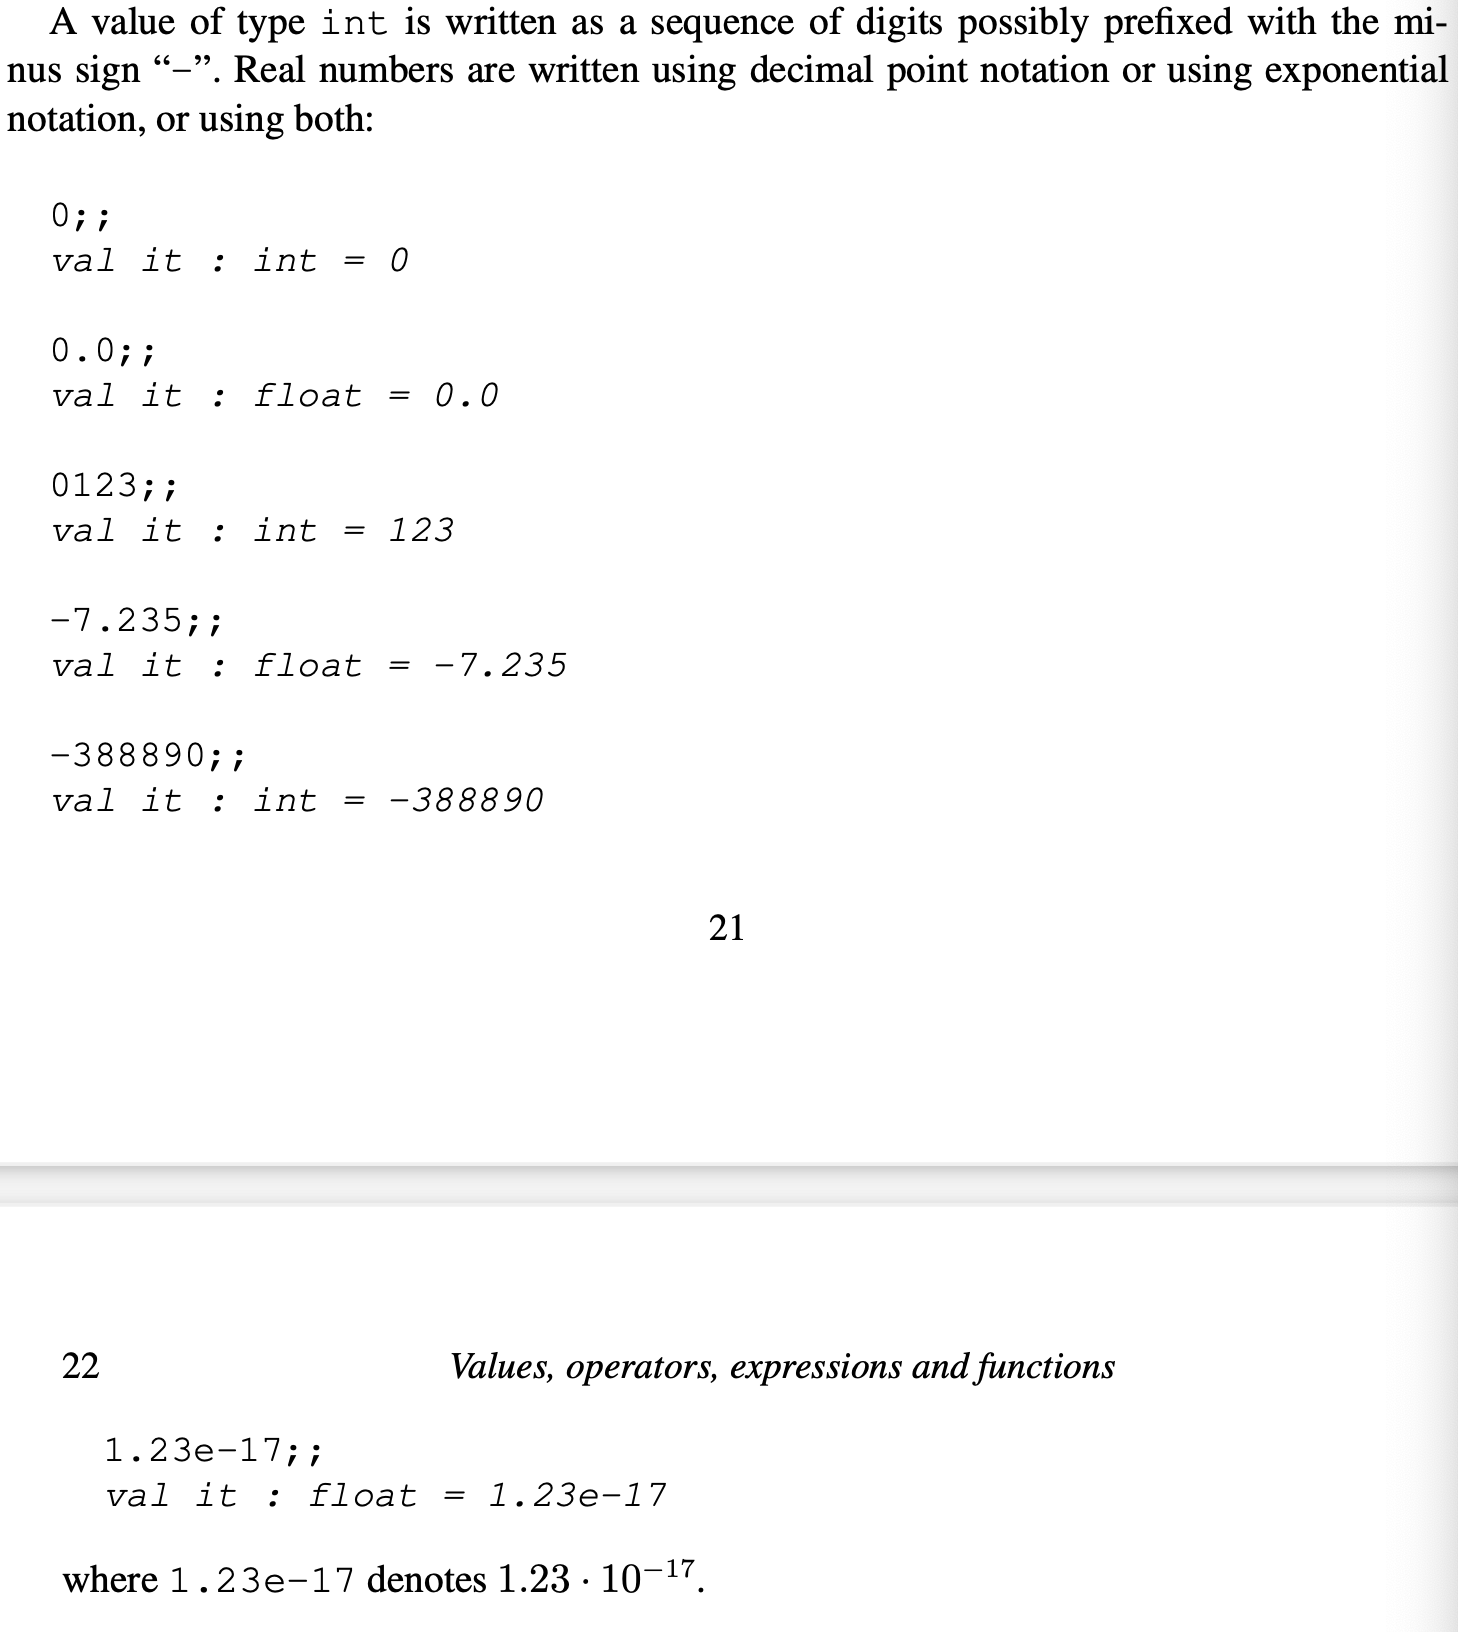 A value of type int is written as a sequence of digits possibly prefixed with the mi-
nus sign “–”. Real numbers are written using decimal point notation or using exponential
notation, or using both:
0;;
val it : int = 0
0.0;;
val it : float = 0.0
0123;;
val it : int = 123
-7.235;;
val it : float = -7.235
-388890;;
val it : int = -388890
21
22 Values, operators, expressions and functions
1.23e-17;;
val it : float = 1.23e-17
where 1.23e-17 denotes 1.23 · 10⁻¹⁷.